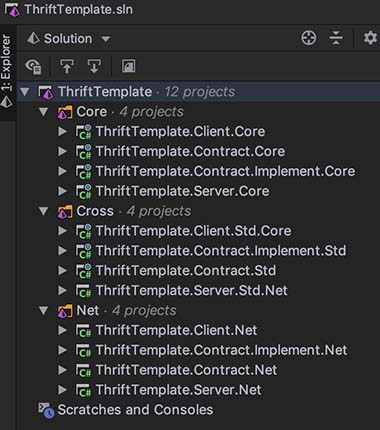 ThriftTemplate.sln
1: Explorer
Solution
ThriftTemplate · 12 projects
Core · 4 projects
C# ThriftTemplate.Client.Core
C# ThriftTemplate.Contract.Core
C# ThriftTemplate.Contract.Implement.Core
C# ThriftTemplate.Server.Core
Cross · 4 projects
C# ThriftTemplate.Client.Std.Core
C# ThriftTemplate.Contract.Implement.Std
C# ThriftTemplate.Contract.Std
C# ThriftTemplate.Server.Std.Net
Net · 4 projects
C# ThriftTemplate.Client.Net
C# ThriftTemplate.Contract.Implement.Net
C# ThriftTemplate.Contract.Net
C# ThriftTemplate.Server.Net
Scratches and Consoles